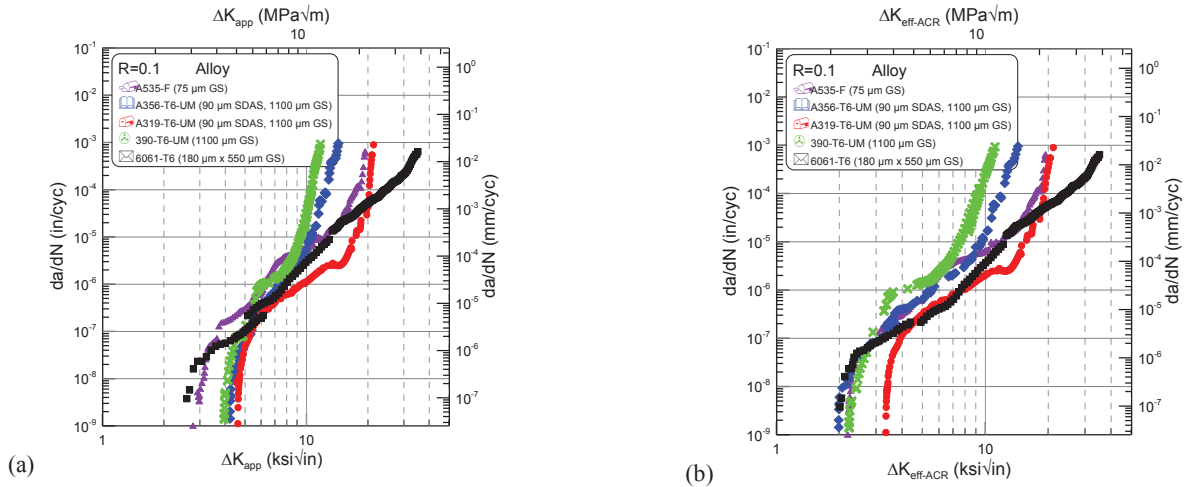 ΔK_app (MPa√m)
10
10^-1
10^-2
10^-3
10^-4
10^-5
10^-6
10^-7
10^-8
10^-9
da/dN (in/cyc)
R=0.1 Alloy
A535-F (75 µm GS)
A356-T6-UM (90 µm SDAS, 1100 µm GS)
A319-T6-UM (90 µm SDAS, 1100 µm GS)
390-T6-UM (1100 µm GS)
6061-T6 (180 µm x 550 µm GS)
10^0
10^-1
10^-2
10^-3
10^-4
10^-5
10^-6
10^-7
da/dN (mm/cyc)
1 10
ΔK_app (ksi√in)
(a)
ΔK_eff-ACR (MPa√m)
10
10^-1
10^-2
10^-3
10^-4
10^-5
10^-6
10^-7
10^-8
10^-9
da/dN (in/cyc)
R=0.1 Alloy
A535-F (75 µm GS)
A356-T6-UM (90 µm SDAS, 1100 µm GS)
A319-T6-UM (90 µm SDAS, 1100 µm GS)
390-T6-UM (1100 µm GS)
6061-T6 (180 µm x 550 µm GS)
10^0
10^-1
10^-2
10^-3
10^-4
10^-5
10^-6
10^-7
da/dN (mm/cyc)
1 10
ΔK_eff-ACR (ksi√in)
(b)